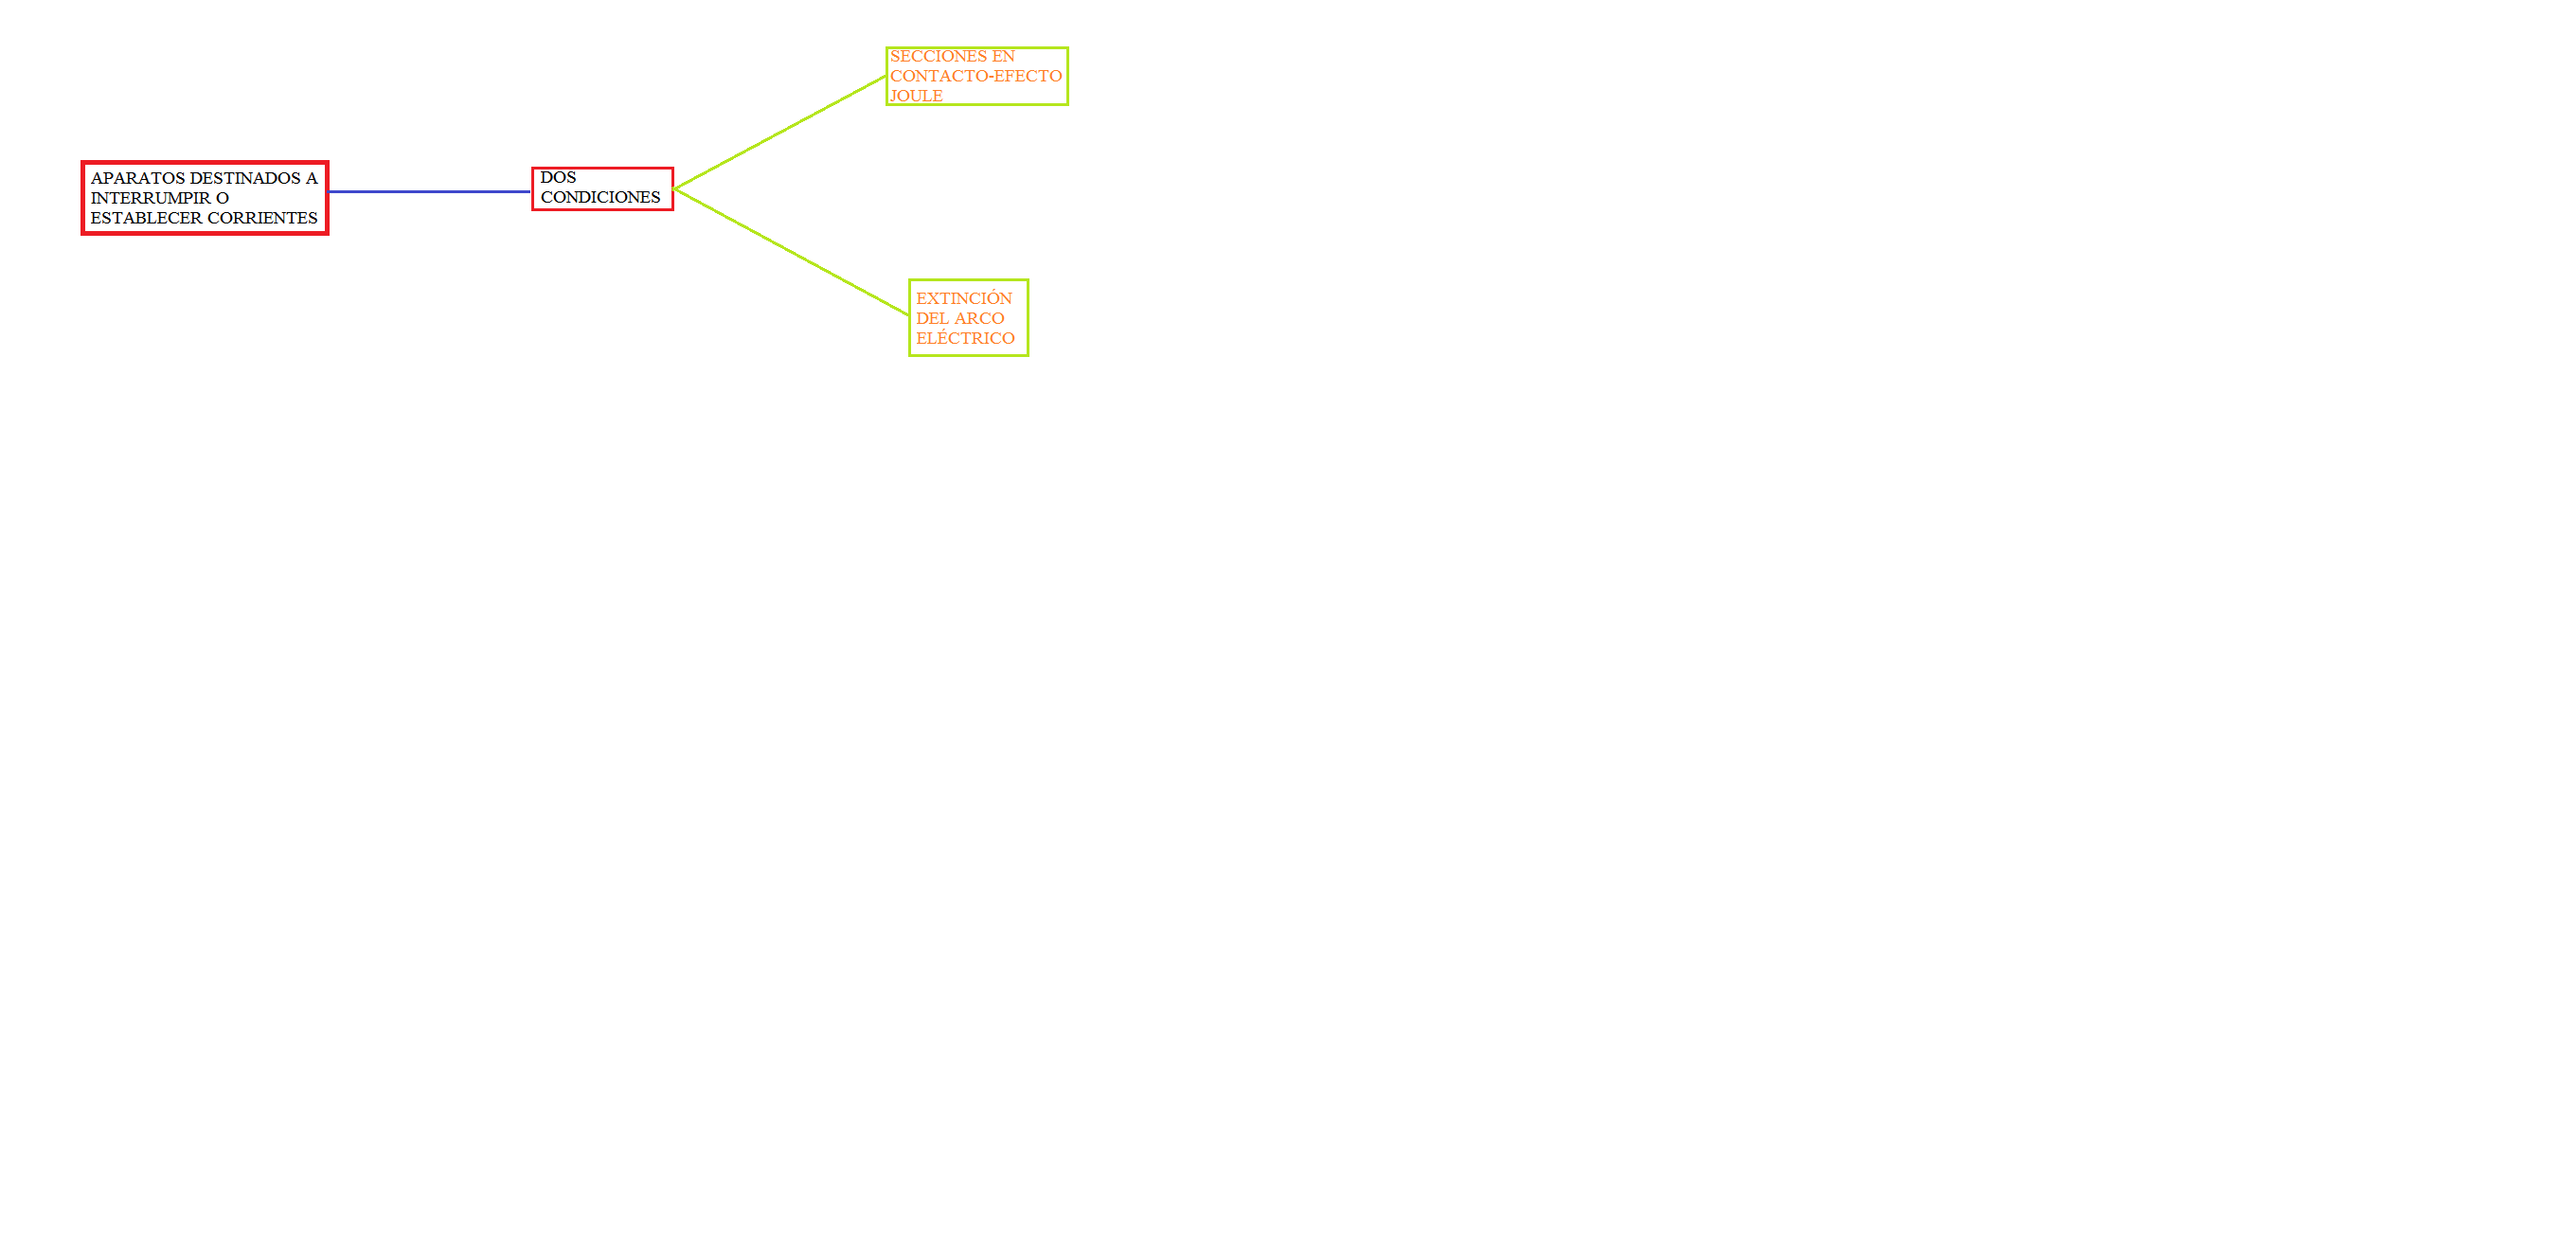 APARATOS DESTINADOS A
INTERRUMPIR O
ESTABLECER CORRIENTES
DOS
CONDICIONES
SECCIONES EN
CONTACTO-EFECTO
JOULE
EXTINCIÓN
DEL ARCO
ELÉCTRICO